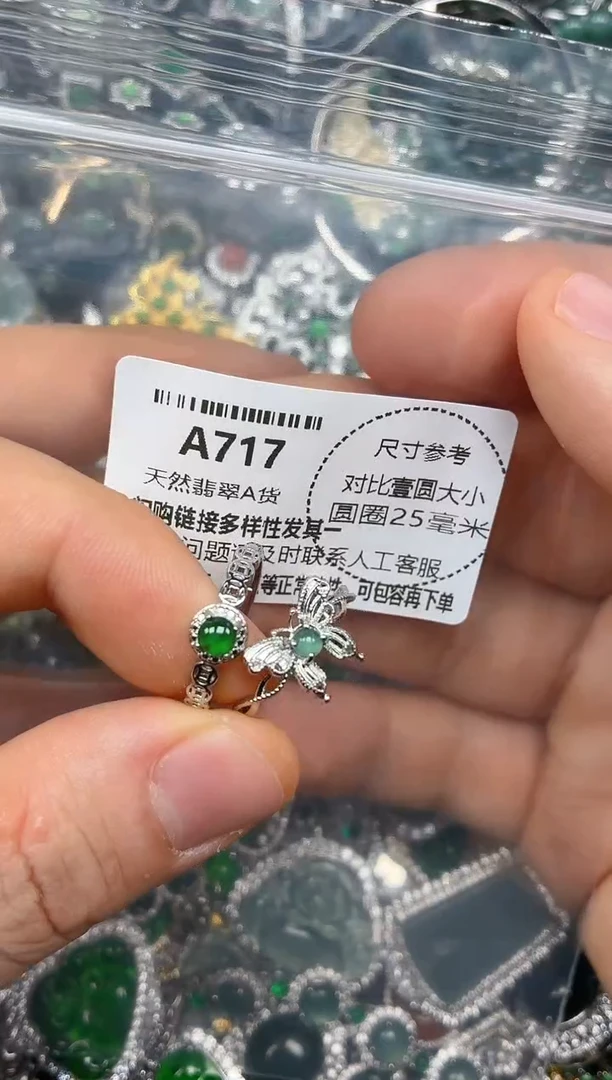 A717
天然翡翠A货
尺寸参考
对比壹圆大小
圆圈25毫米
购链接多样性发其一
问题 及时联系人工客服
等正常 可包容再下单